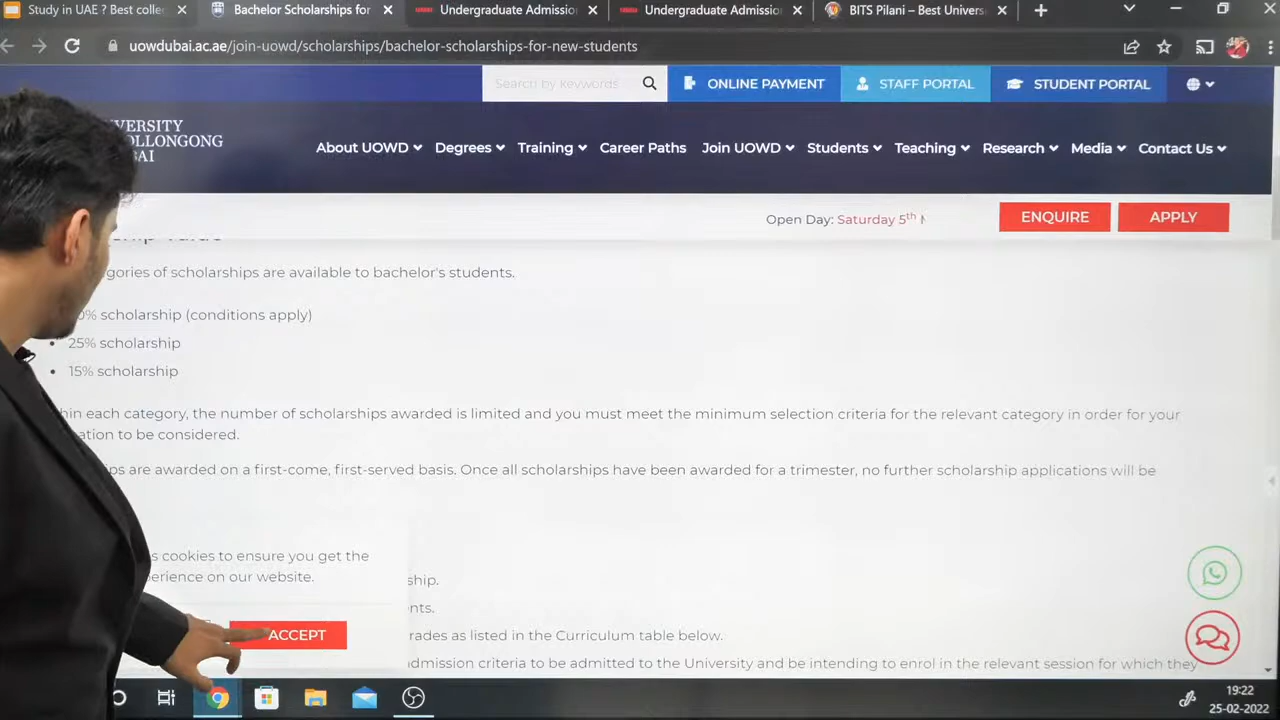 Study in UAE ? Best colle
Bachelor Scholarships for
Undergraduate Admissio
Undergraduate Admissio
BITS Pilani – Best Univers
uowdubai.ac.ae/join-uowd/scholarships/bachelor-scholarships-for-new-students
Search by keywords
ONLINE PAYMENT
STAFF PORTAL
STUDENT PORTAL
VERSITY
OLLONGONG
BAI
About UOWD
Degrees
Training
Career Paths
Join UOWD
Students
Teaching
Research
Media
Contact Us
Open Day: Saturday 5th
ENQUIRE
APPLY
gories of scholarships are available to bachelor's students.
0% scholarship (conditions apply)
• 25% scholarship
• 15% scholarship
hin each category, the number of scholarships awarded is limited and you must meet the minimum selection criteria for the relevant category in order for your
ation to be considered.
ips are awarded on a first-come, first-served basis. Once all scholarships have been awarded for a trimester, no further scholarship applications will be
s cookies to ensure you get the
perience on our website.
ship.
nts.
ACCEPT
rades as listed in the Curriculum table below.
dmission criteria to be admitted to the University and be intending to enrol in the relevant session for which they
19:22
25-02-2022